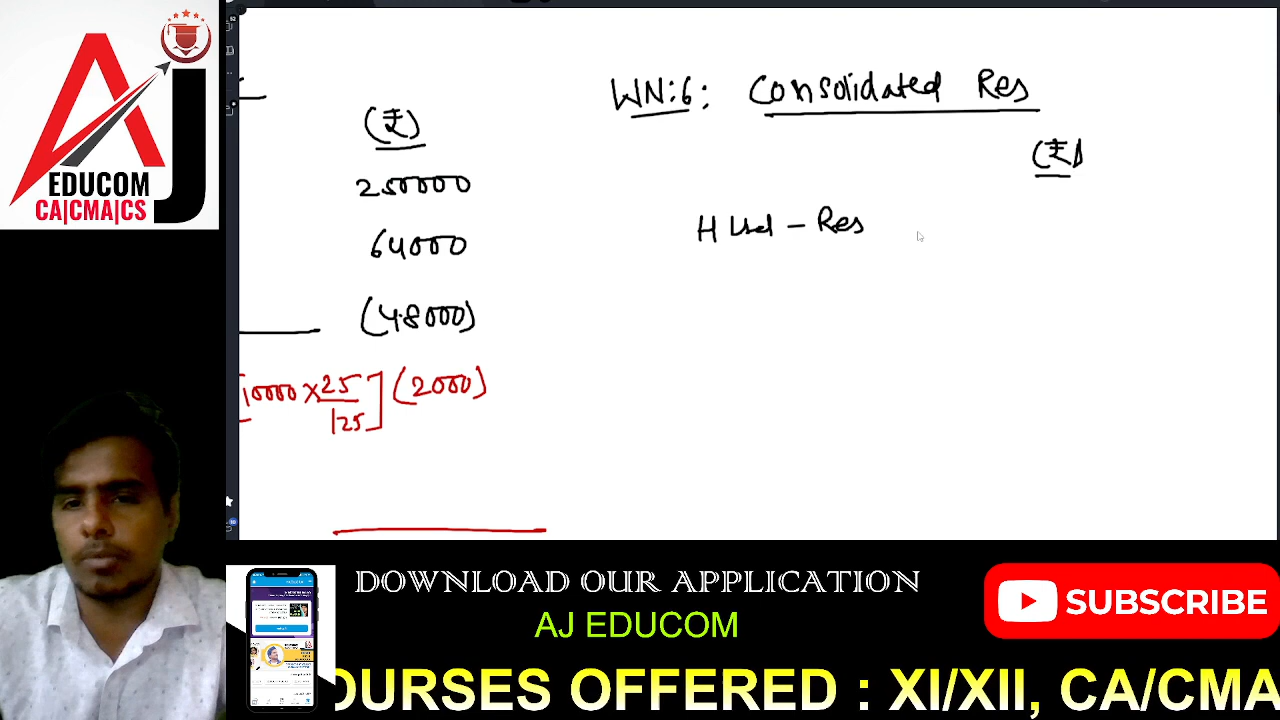 AJ
EDUCOM
CA|CMA|CS
(₹)
250000
64000
(48000)
[10000 × 25/125] (2000)
WN:6: Consolidated Res
(₹)
H Ltd - Res
DOWNLOAD OUR APPLICATION
AJ EDUCOM
SUBSCRIBE
OURSES OFFERED : XI/XII, CA/CMA